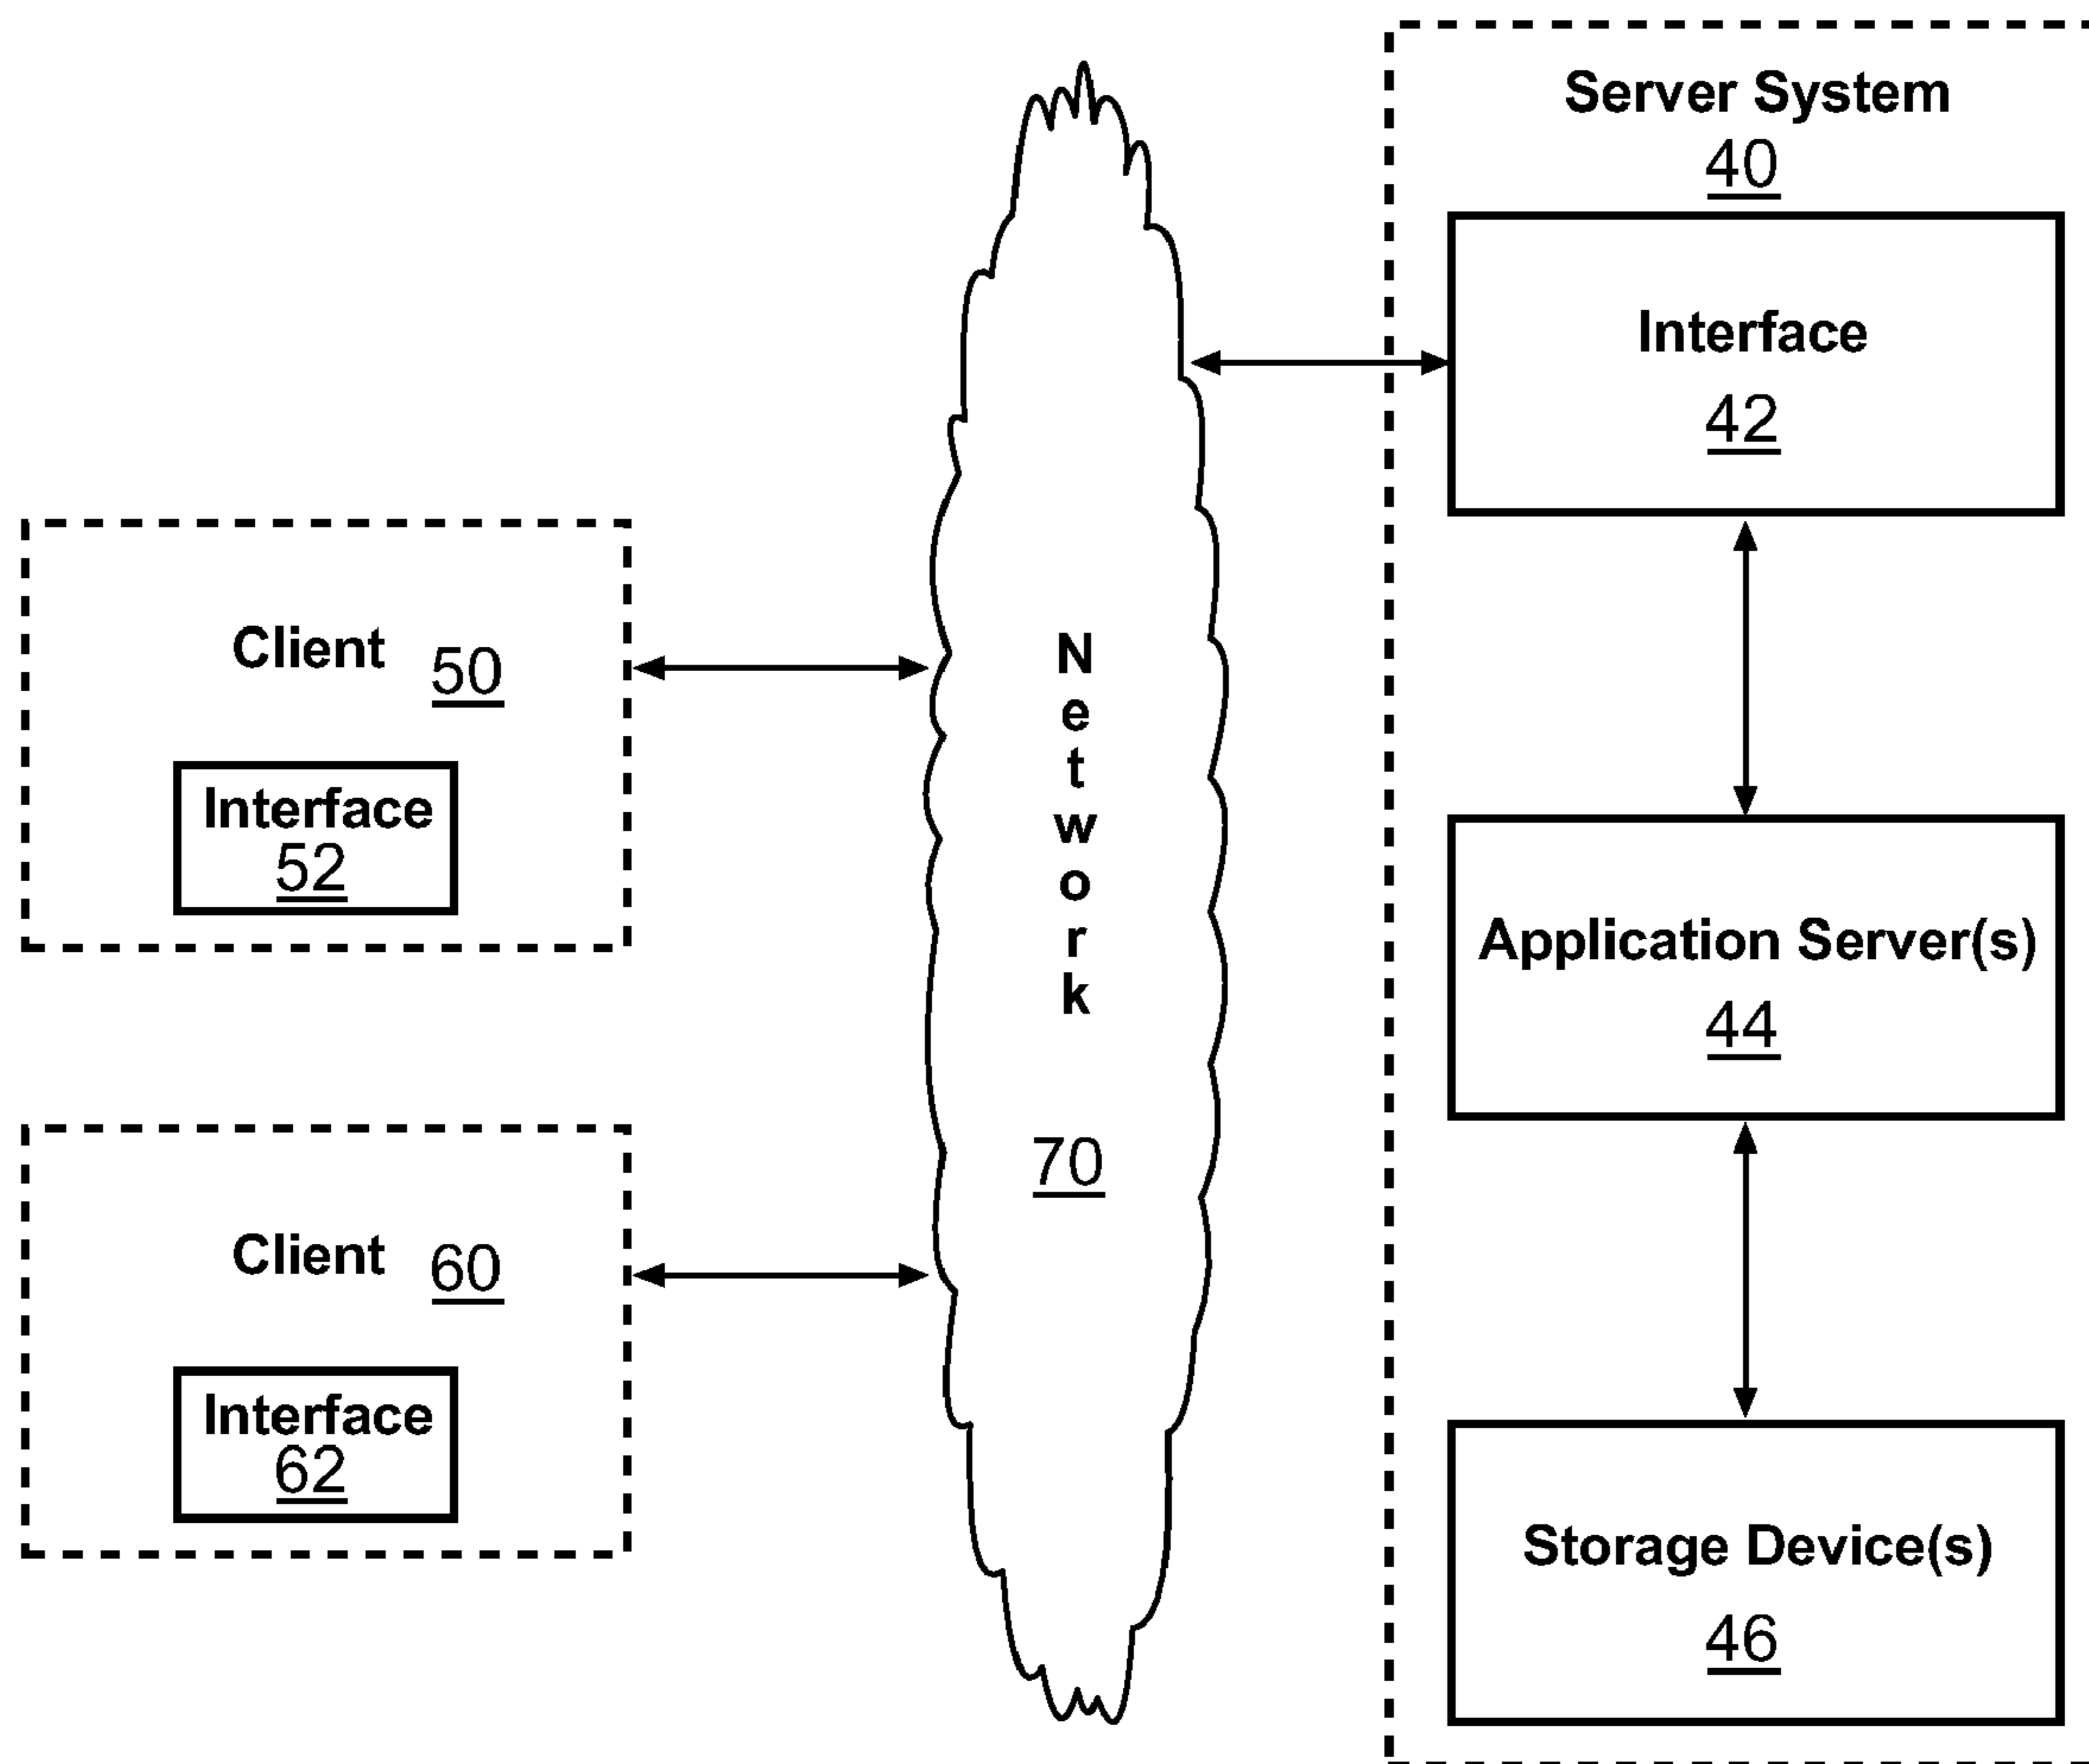 Server System
40
Interface
42
Client 50
Interface
52
Network
70
Application Server(s)
44
Client 60
Interface
62
Storage Device(s)
46